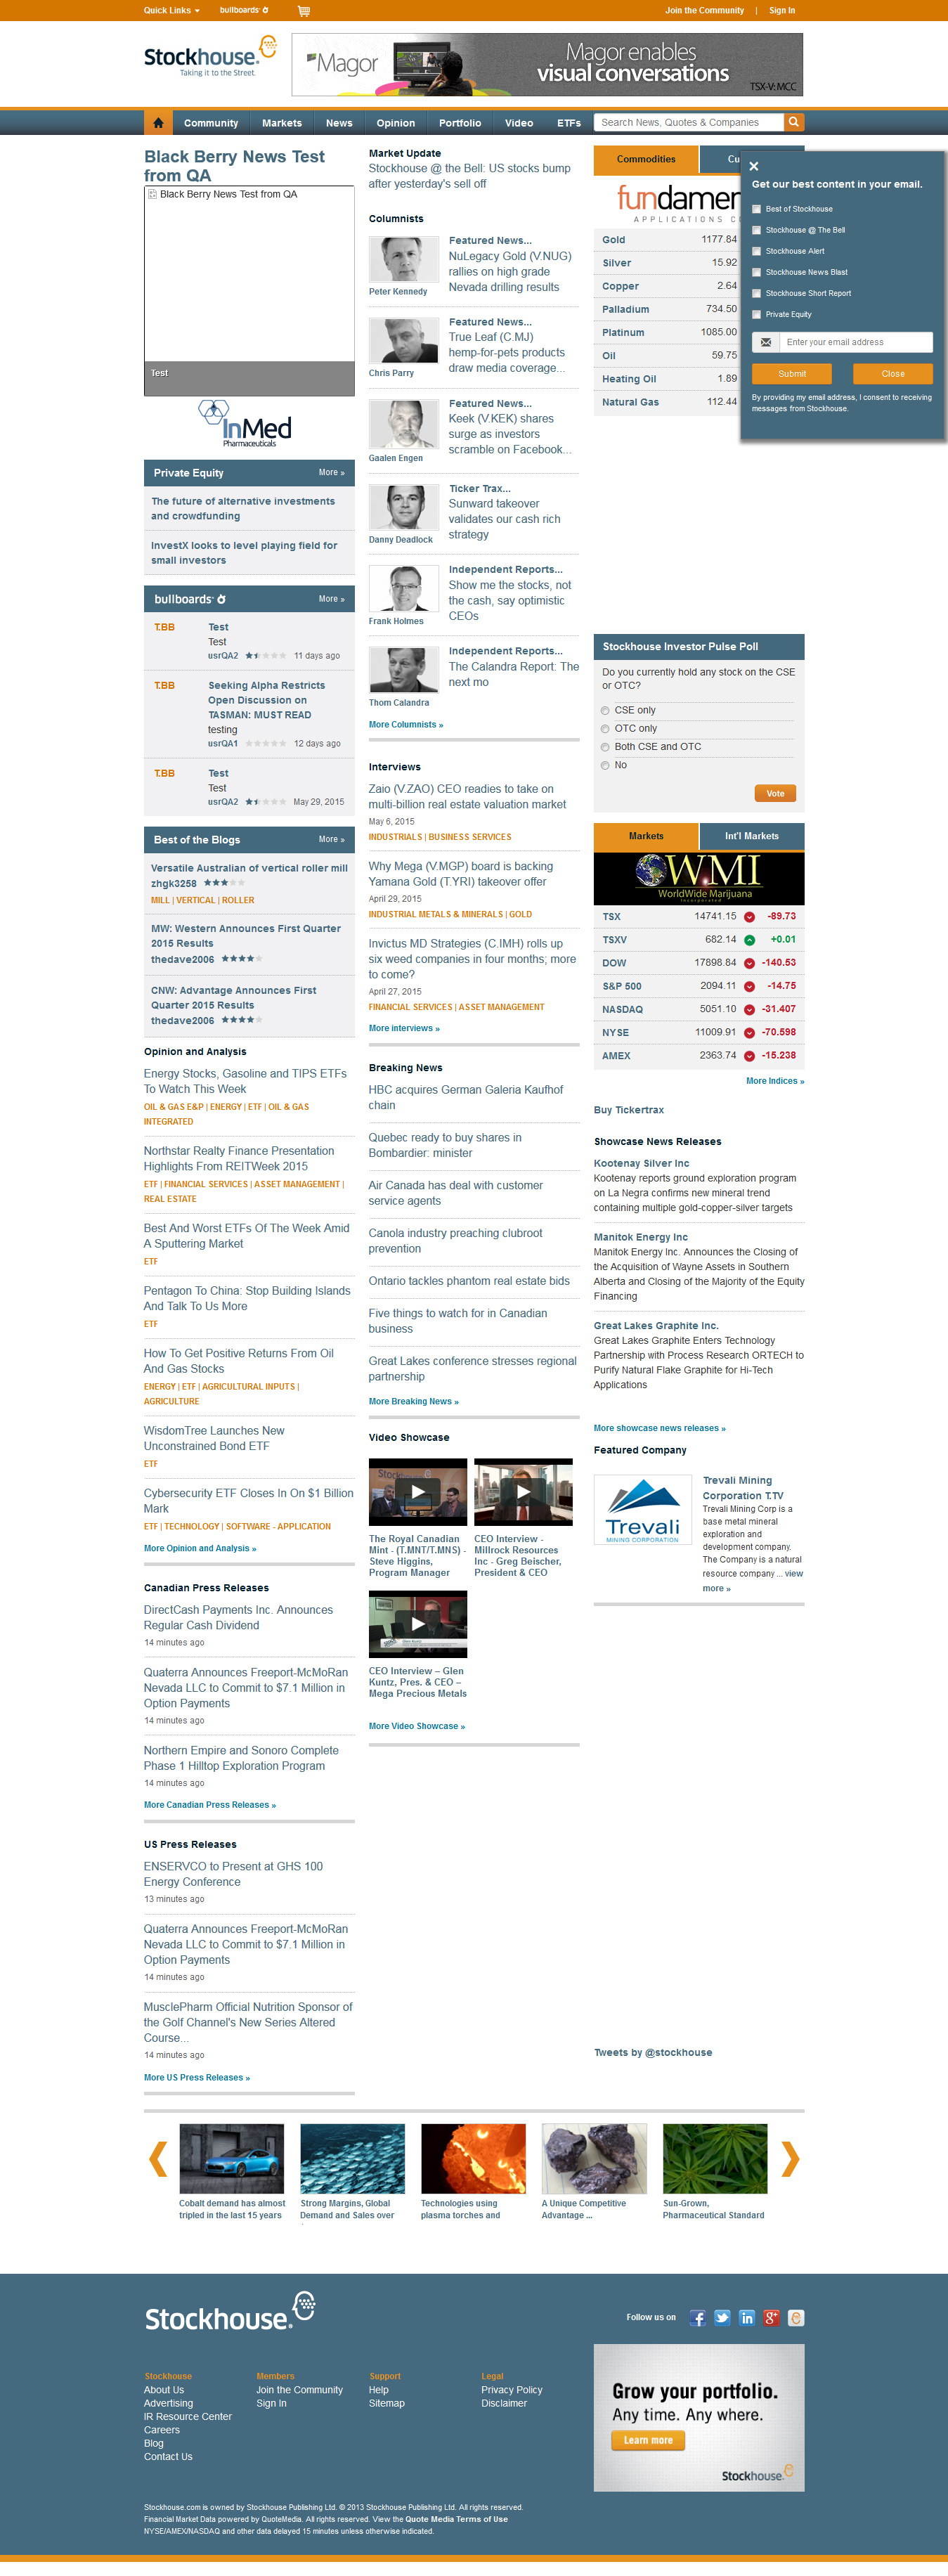 Quick Links
bullboards
Join the Community | Sign In
Stockhouse.
Taking it to the Street.
Magor
Magor enables
visual conversations
TSX-V: MCC
Community Markets News Opinion Portfolio Video ETFs
Search News, Quotes & Companies
Black Berry News Test
from QA
Black Berry News Test from QA
Test
InMed
Pharmaceuticals
Private Equity More »
The future of alternative investments
and crowdfunding
InvestX looks to level playing field for
small investors
bullboards More »
T.BB Test
Test
usrQA2 11 days ago
T.BB Seeking Alpha Restricts
Open Discussion on
TASMAN: MUST READ
testing
usrQA1 12 days ago
T.BB Test
Test
usrQA2 May 29, 2015
Best of the Blogs More »
Versatile Australian of vertical roller mill
zhgk3258
MILL | VERTICAL | ROLLER
MW: Western Announces First Quarter
2015 Results
thedave2006
CNW: Advantage Announces First
Quarter 2015 Results
thedave2006
Opinion and Analysis
Energy Stocks, Gasoline and TIPS ETFs
To Watch This Week
OIL & GAS E&P | ENERGY | ETF | OIL & GAS
INTEGRATED
Northstar Realty Finance Presentation
Highlights From REITWeek 2015
ETF | FINANCIAL SERVICES | ASSET MANAGEMENT |
REAL ESTATE
Best And Worst ETFs Of The Week Amid
A Sputtering Market
ETF
Pentagon To China: Stop Building Islands
And Talk To Us More
ETF
How To Get Positive Returns From Oil
And Gas Stocks
ENERGY | ETF | AGRICULTURAL INPUTS |
AGRICULTURE
WisdomTree Launches New
Unconstrained Bond ETF
ETF
Cybersecurity ETF Closes In On $1 Billion
Mark
ETF | TECHNOLOGY | SOFTWARE - APPLICATION
More Opinion and Analysis »
Canadian Press Releases
DirectCash Payments Inc. Announces
Regular Cash Dividend
14 minutes ago
Quaterra Announces Freeport-McMoRan
Nevada LLC to Commit to $7.1 Million in
Option Payments
14 minutes ago
Northern Empire and Sonoro Complete
Phase 1 Hilltop Exploration Program
14 minutes ago
More Canadian Press Releases »
US Press Releases
ENSERVCO to Present at GHS 100
Energy Conference
13 minutes ago
Quaterra Announces Freeport-McMoRan
Nevada LLC to Commit to $7.1 Million in
Option Payments
14 minutes ago
MusclePharm Official Nutrition Sponsor of
the Golf Channel's New Series Altered
Course...
14 minutes ago
More US Press Releases »
Market Update
Stockhouse @ the Bell: US stocks bump
after yesterday's sell off
Columnists
Peter Kennedy
Featured News...
NuLegacy Gold (V.NUG)
rallies on high grade
Nevada drilling results
Chris Parry
Featured News...
True Leaf (C.MJ)
hemp-for-pets products
draw media coverage...
Gaalen Engen
Featured News...
Keek (V.KEK) shares
surge as investors
scramble on Facebook...
Danny Deadlock
Ticker Trax...
Sunward takeover
validates our cash rich
strategy
Frank Holmes
Independent Reports...
Show me the stocks, not
the cash, say optimistic
CEOs
Thom Calandra
Independent Reports...
The Calandra Report: The
next mo
More Columnists »
Interviews
Zaio (V.ZAO) CEO readies to take on
multi-billion real estate valuation market
May 6, 2015
INDUSTRIALS | BUSINESS SERVICES
Why Mega (V.MGP) board is backing
Yamana Gold (T.YRI) takeover offer
April 29, 2015
INDUSTRIAL METALS & MINERALS | GOLD
Invictus MD Strategies (C.IMH) rolls up
six weed companies in four months; more
to come?
April 27, 2015
FINANCIAL SERVICES | ASSET MANAGEMENT
More interviews »
Breaking News
HBC acquires German Galeria Kaufhof
chain
Quebec ready to buy shares in
Bombardier: minister
Air Canada has deal with customer
service agents
Canola industry preaching clubroot
prevention
Ontario tackles phantom real estate bids
Five things to watch for in Canadian
business
Great Lakes conference stresses regional
partnership
More Breaking News »
Video Showcase
The Royal Canadian
Mint - (T.MNT/T.MNS) -
Steve Higgins,
Program Manager
CEO Interview -
Millrock Resources
Inc - Greg Beischer,
President & CEO
CEO Interview – Glen
Kuntz, Pres. & CEO –
Mega Precious Metals
More Video Showcase »
Commodities Cu
fundamen
APPLICATIONS C
Gold 1177.84
Silver 15.92
Copper 2.64
Palladium 734.50
Platinum 1085.00
Oil 59.75
Heating Oil 1.89
Natural Gas 112.44
Get our best content in your email.
Best of Stockhouse
Stockhouse @ The Bell
Stockhouse Alert
Stockhouse News Blast
Stockhouse Short Report
Private Equity
Enter your email address
Submit Close
By providing my email address, I consent to receiving
messages from Stockhouse.
Stockhouse Investor Pulse Poll
Do you currently hold any stock on the CSE
or OTC?
CSE only
OTC only
Both CSE and OTC
No
Vote
Markets Int'l Markets
WMI
WorldWide Marijuana
Incorporated
TSX 14741.15 -89.73
TSXV 682.14 +0.01
DOW 17898.84 -140.53
S&P 500 2094.11 -14.75
NASDAQ 5051.10 -31.407
NYSE 11009.91 -70.598
AMEX 2363.74 -15.238
More Indices »
Buy Tickertrax
Showcase News Releases
Kootenay Silver Inc
Kootenay reports ground exploration program
on La Negra confirms new mineral trend
containing multiple gold-copper-silver targets
Manitok Energy Inc
Manitok Energy Inc. Announces the Closing of
the Acquisition of Wayne Assets in Southern
Alberta and Closing of the Majority of the Equity
Financing
Great Lakes Graphite Inc.
Great Lakes Graphite Enters Technology
Partnership with Process Research ORTECH to
Purify Natural Flake Graphite for Hi-Tech
Applications
More showcase news releases »
Featured Company
Trevali
MINING CORPORATION
Trevali Mining
Corporation T.TV
Trevali Mining Corp is a
base metal mineral
exploration and
development company.
The Company is a natural
resource company ... view
more »
Tweets by @stockhouse
Cobalt demand has almost
tripled in the last 15 years
Strong Margins, Global
Demand and Sales over
Technologies using
plasma torches and
A Unique Competitive
Advantage ...
Sun-Grown,
Pharmaceutical Standard
Stockhouse.
Follow us on
Stockhouse
About Us
Advertising
IR Resource Center
Careers
Blog
Contact Us
Members
Join the Community
Sign In
Support
Help
Sitemap
Legal
Privacy Policy
Disclaimer
Grow your portfolio.
Any time. Any where.
Learn more
Stockhouse.
Stockhouse.com is owned by Stockhouse Publishing Ltd. © 2013 Stockhouse Publishing Ltd. All rights reserved.
Financial Market Data powered by QuoteMedia. All rights reserved. View the Quote Media Terms of Use
NYSE/AMEX/NASDAQ and other data delayed 15 minutes unless otherwise indicated.